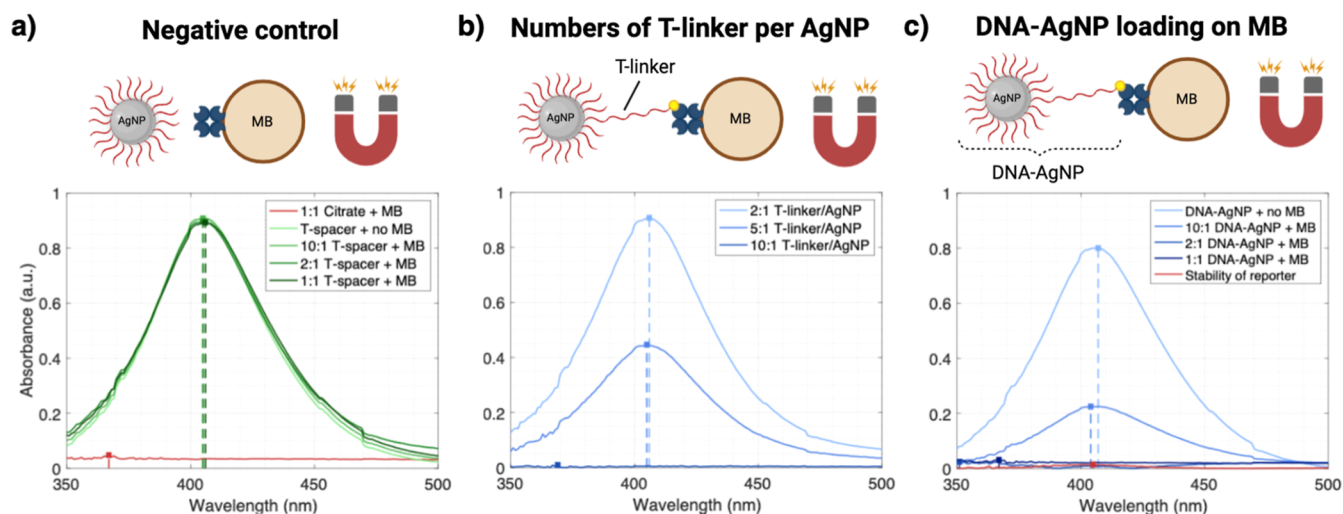 a)
Negative control
AgNP
MB
1:1 Citrate + MB
T-spacer + no MB
10:1 T-spacer + MB
2:1 T-spacer + MB
1:1 T-spacer + MB
Absorbance (a.u.)
1
0.8
0.6
0.4
0.2
0
350
400
450
500
Wavelength (nm)
b)
Numbers of T-linker per AgNP
T-linker
AgNP
MB
2:1 T-linker/AgNP
5:1 T-linker/AgNP
10:1 T-linker/AgNP
1
0.8
0.6
0.4
0.2
0
350
400
450
500
Wavelength (nm)
c)
DNA-AgNP loading on MB
AgNP
MB
DNA-AgNP
DNA-AgNP + no MB
10:1 DNA-AgNP + MB
2:1 DNA-AgNP + MB
1:1 DNA-AgNP + MB
Stability of reporter
1
0.8
0.6
0.4
0.2
0
350
400
450
500
Wavelength (nm)